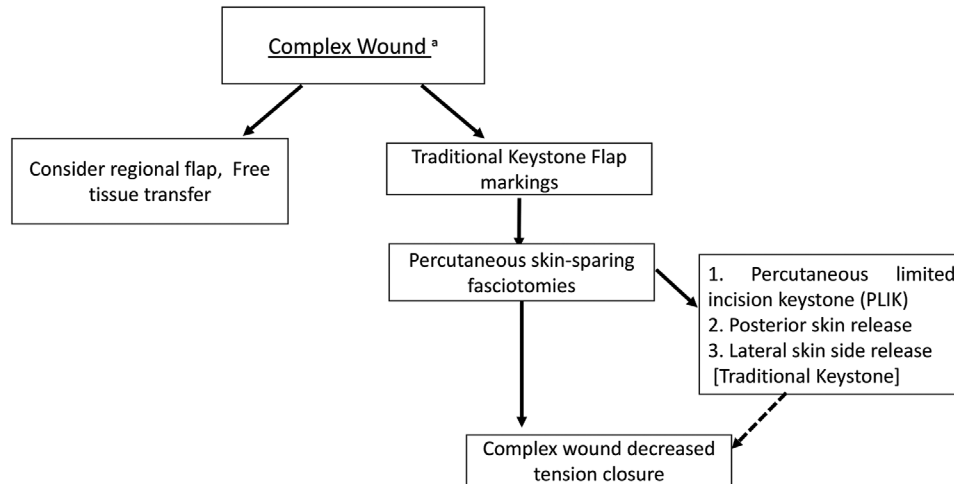 Complex Wound a
Consider regional flap, Free
tissue transfer
Traditional Keystone Flap
markings
Percutaneous skin-sparing
fasciotomies
1. Percutaneous limited
incision keystone (PLIK)
2. Posterior skin release
3. Lateral skin side release
[Traditional Keystone]
Complex wound decreased
tension closure